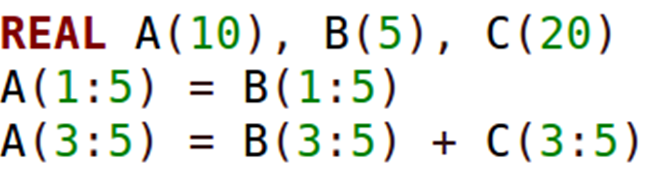 REAL A(10), B(5), C(20)
A(1:5) = B(1:5)
A(3:5) = B(3:5) + C(3:5)